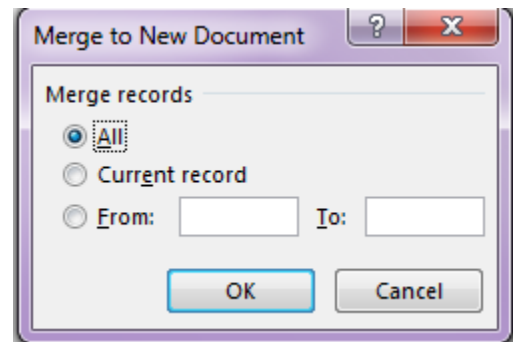 Merge to New Document ? X
Merge records
All
Current record
From: To:
OK Cancel